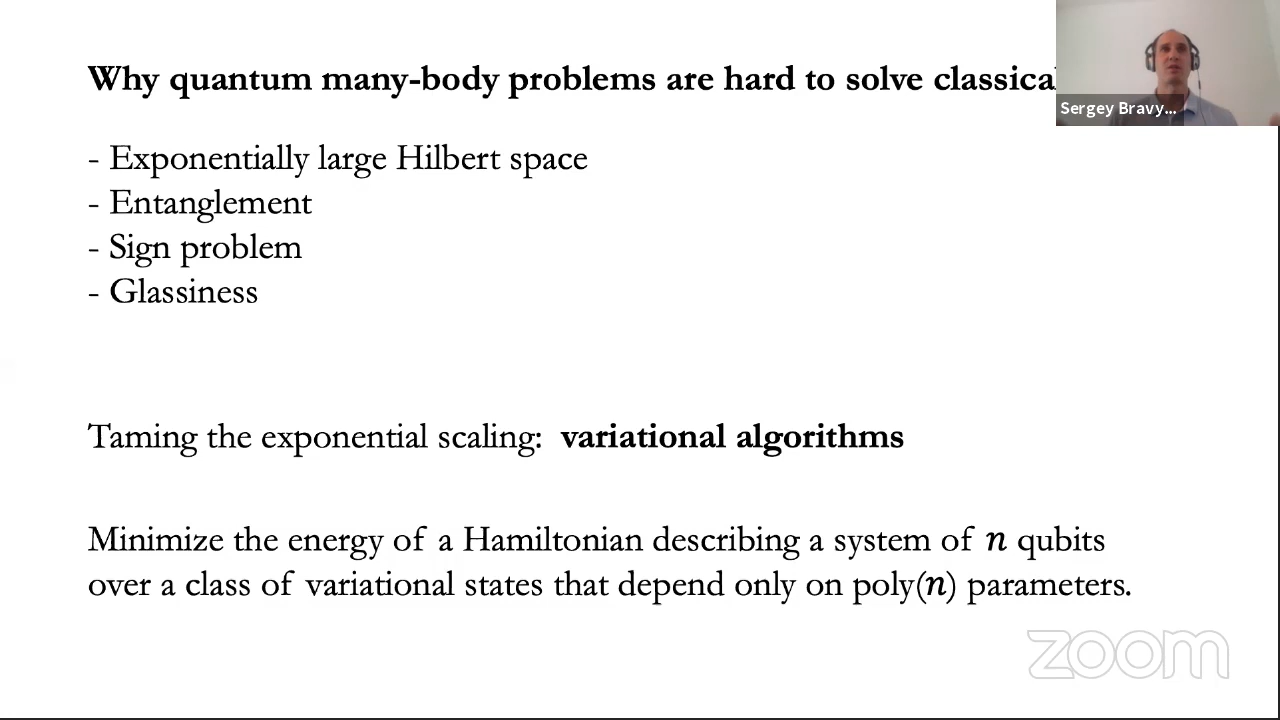 Why quantum many-body problems are hard to solve classical
Sergey Bravy...
- Exponentially large Hilbert space
- Entanglement
- Sign problem
- Glassiness
Taming the exponential scaling: variational algorithms
Minimize the energy of a Hamiltonian describing a system of n qubits
over a class of variational states that depend only on poly(n) parameters.
zoom